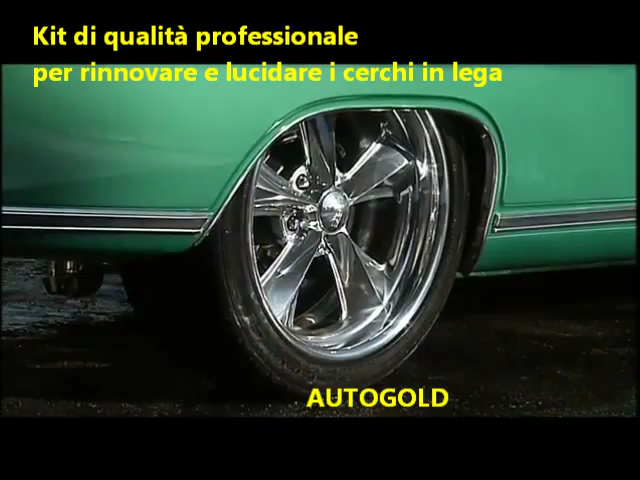 Kit di qualità professionale
per rinnovare e lucidare i cerchi in lega
AUTOGOLD